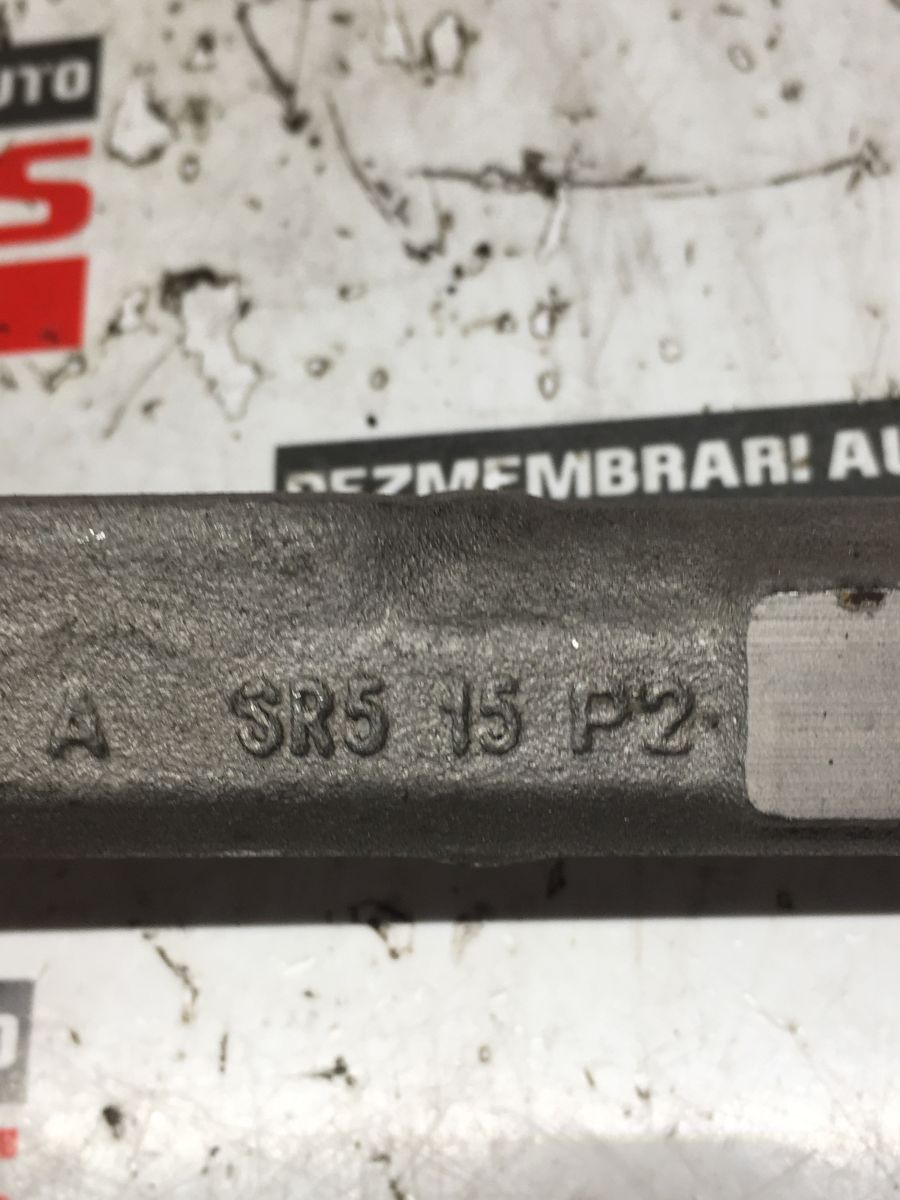 UTO
S
DEZMEMBRARI AU
A SR5 15 P2